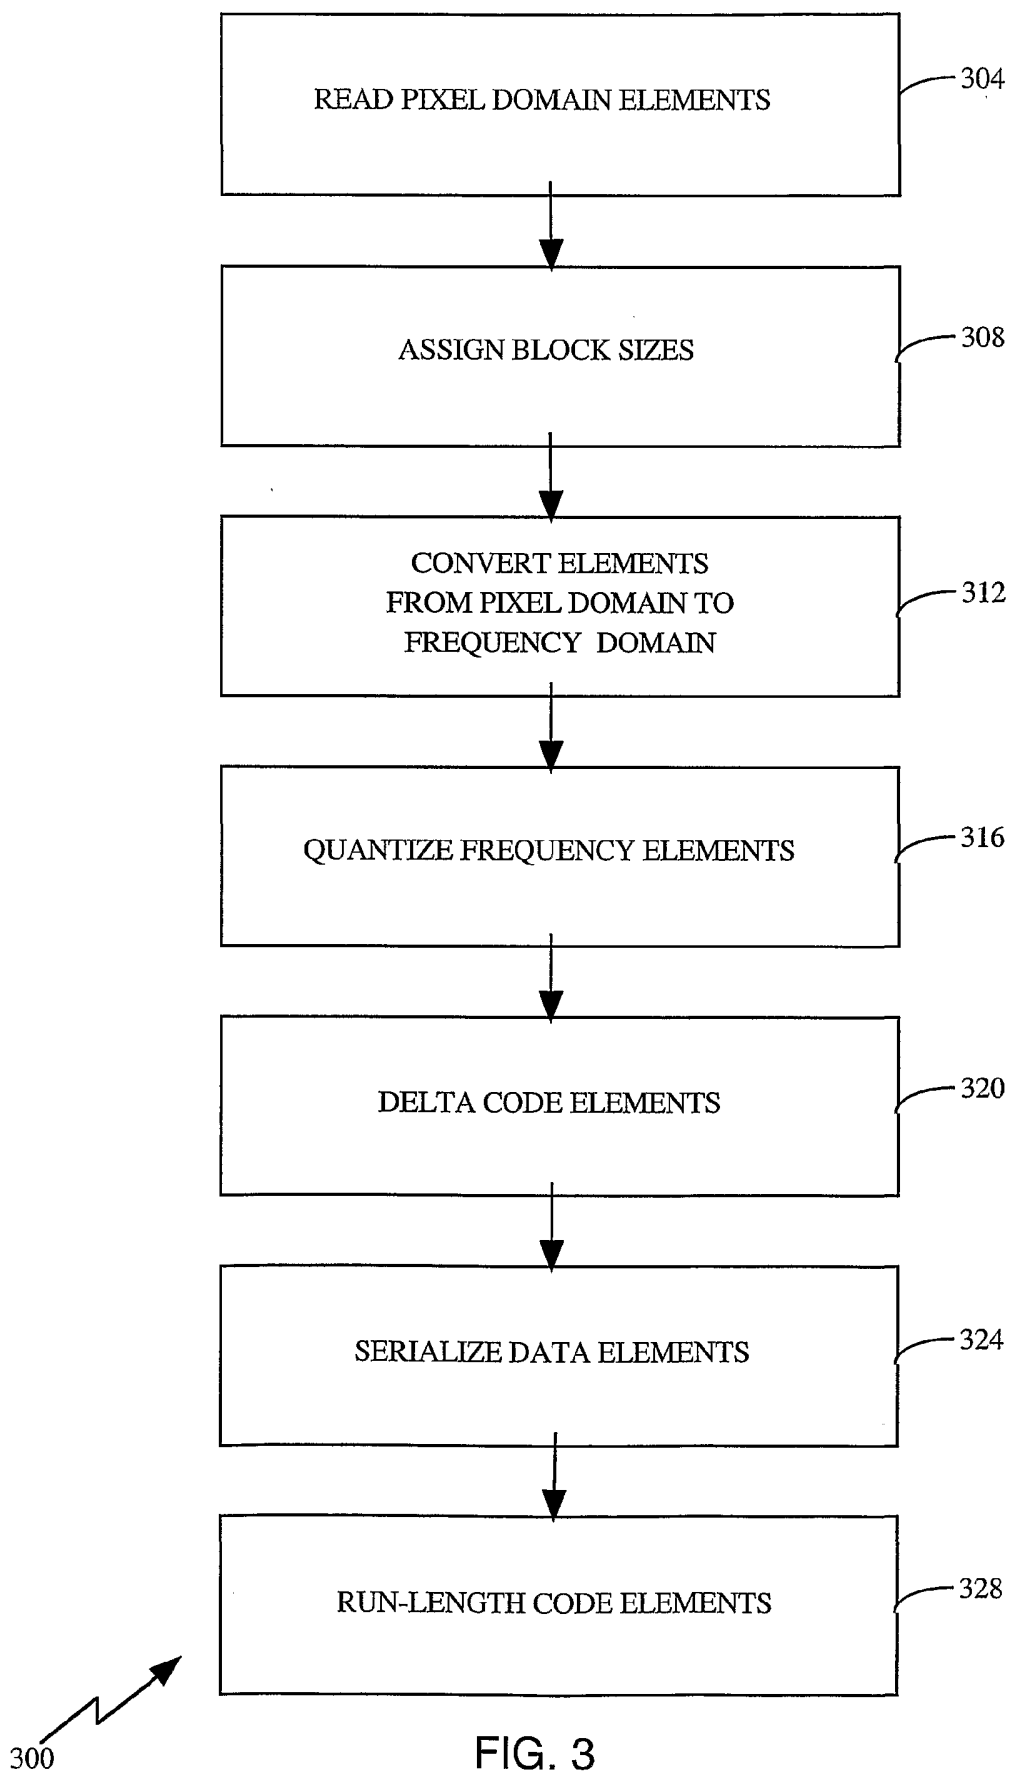 READ PIXEL DOMAIN ELEMENTS
304
ASSIGN BLOCK SIZES
308
CONVERT ELEMENTS
FROM PIXEL DOMAIN TO
FREQUENCY DOMAIN
312
QUANTIZE FREQUENCY ELEMENTS
316
DELTA CODE ELEMENTS
320
SERIALIZE DATA ELEMENTS
324
RUN-LENGTH CODE ELEMENTS
328
300
FIG. 3